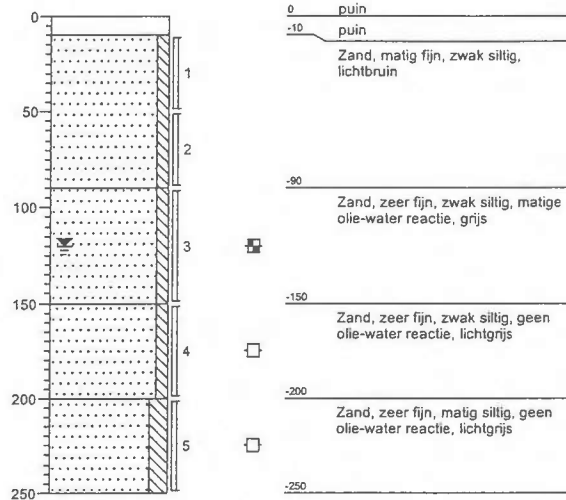 0
50
100
150
200
250
1
2
3
4
5
0 puin
-10 puin
Zand, matig fijn, zwak siltig,
lichtbruin
-90
Zand, zeer fijn, zwak siltig, matige
olie-water reactie, grijs
-150
Zand, zeer fijn, zwak siltig, geen
olie-water reactie, lichtgrijs
-200
Zand, zeer fijn, matig siltig, geen
olie-water reactie, lichtgrijs
-250